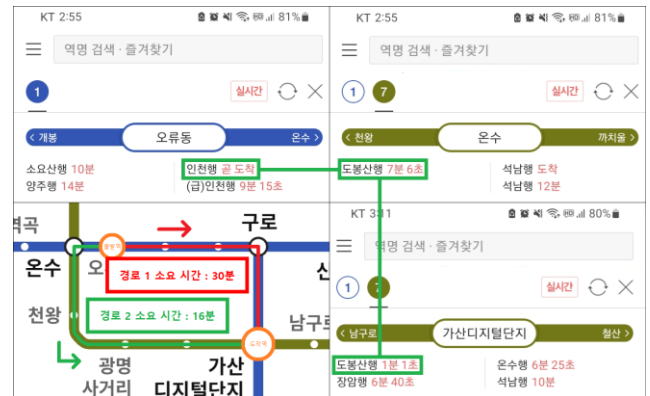 KT 2:55
81%
역명 검색 · 즐겨찾기
1
실시간
< 개봉
오류동
온수 >
소요산행 10분
양주행 14분
인천행 곧 도착
(급)인천행 9분 15초
KT 2:55
81%
역명 검색 · 즐겨찾기
1
7
실시간
< 천왕
온수
까치울 >
도봉산행 7분 6초
석남행 도착
석남행 12분
역곡
구로
온수
오
신
경로 1 소요 시간 : 30분
천왕
경로 2 소요 시간 : 16분
남구로
광명
사거리
가산
디지털단지
KT 3:11
80%
역명 검색 · 즐겨찾기
1
7
실시간
< 남구로
가산디지털단지
철산 >
도봉산행 1분 1초
장암행 6분 40초
온수행 6분 25초
석남행 10분